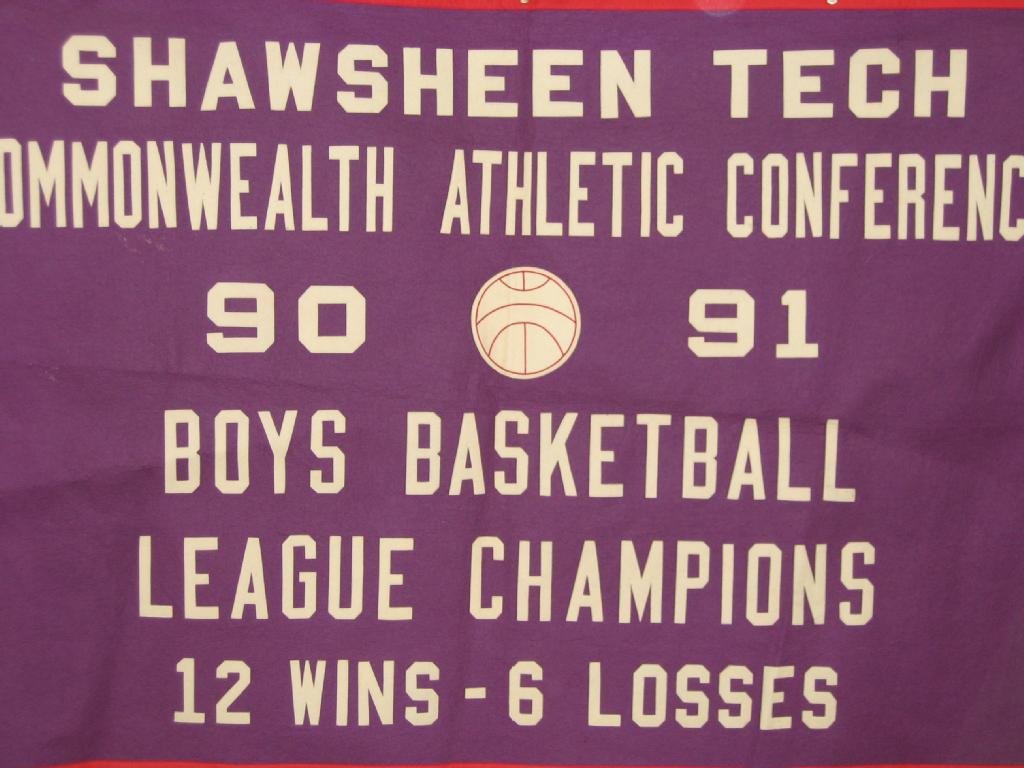 SHAWSHEEN TECH
OMMONWEALTH ATHLETIC CONFERENC
90 91
BOYS BASKETBALL
LEAGUE CHAMPIONS
12 WINS - 6 LOSSES